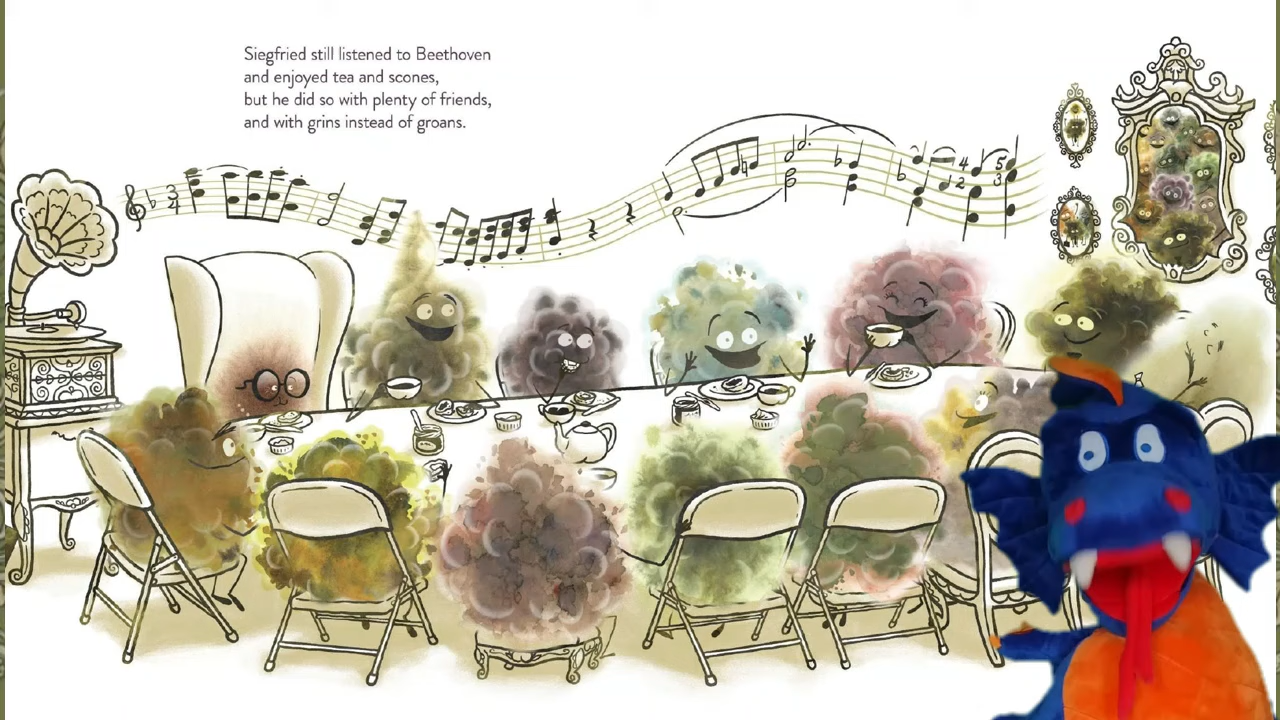 Siegfried still listened to Beethoven
and enjoyed tea and scones,
but he did so with plenty of friends,
and with grins instead of groans.